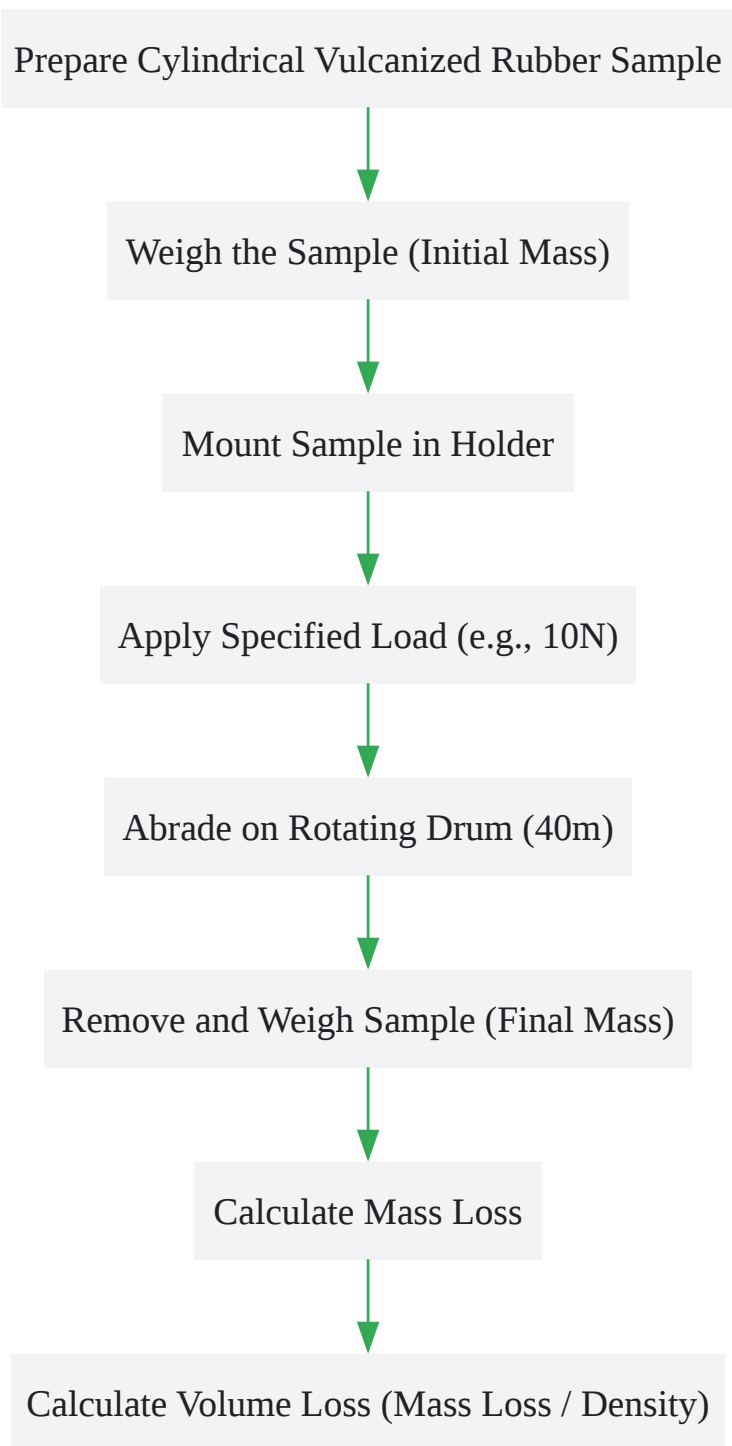 Prepare Cylindrical Vulcanized Rubber Sample
Weigh the Sample (Initial Mass)
Mount Sample in Holder
Apply Specified Load (e.g., 10N)
Abrade on Rotating Drum (40m)
Remove and Weigh Sample (Final Mass)
Calculate Mass Loss
Calculate Volume Loss (Mass Loss / Density)